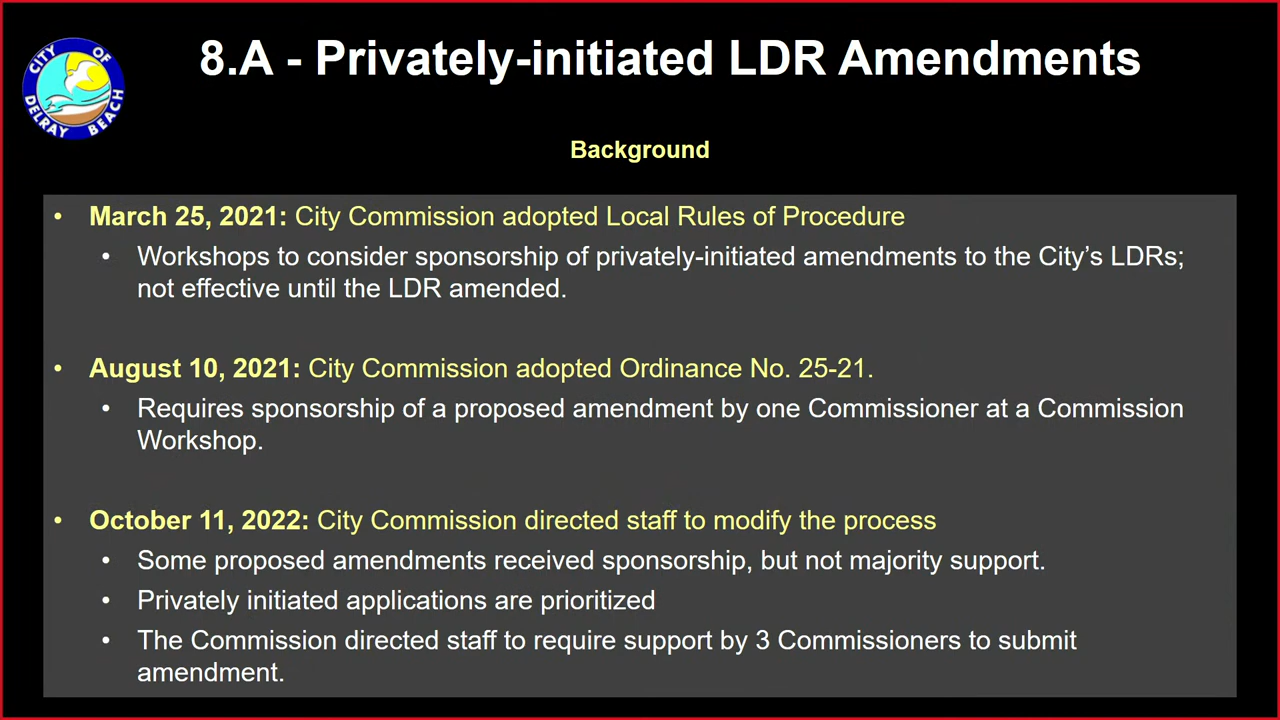 8.A - Privately-initiated LDR Amendments
CITY OF
DELRAY BEACH
Background
• March 25, 2021: City Commission adopted Local Rules of Procedure
• Workshops to consider sponsorship of privately-initiated amendments to the City’s LDRs;
not effective until the LDR amended.
• August 10, 2021: City Commission adopted Ordinance No. 25-21.
• Requires sponsorship of a proposed amendment by one Commissioner at a Commission
Workshop.
• October 11, 2022: City Commission directed staff to modify the process
• Some proposed amendments received sponsorship, but not majority support.
• Privately initiated applications are prioritized
• The Commission directed staff to require support by 3 Commissioners to submit
amendment.